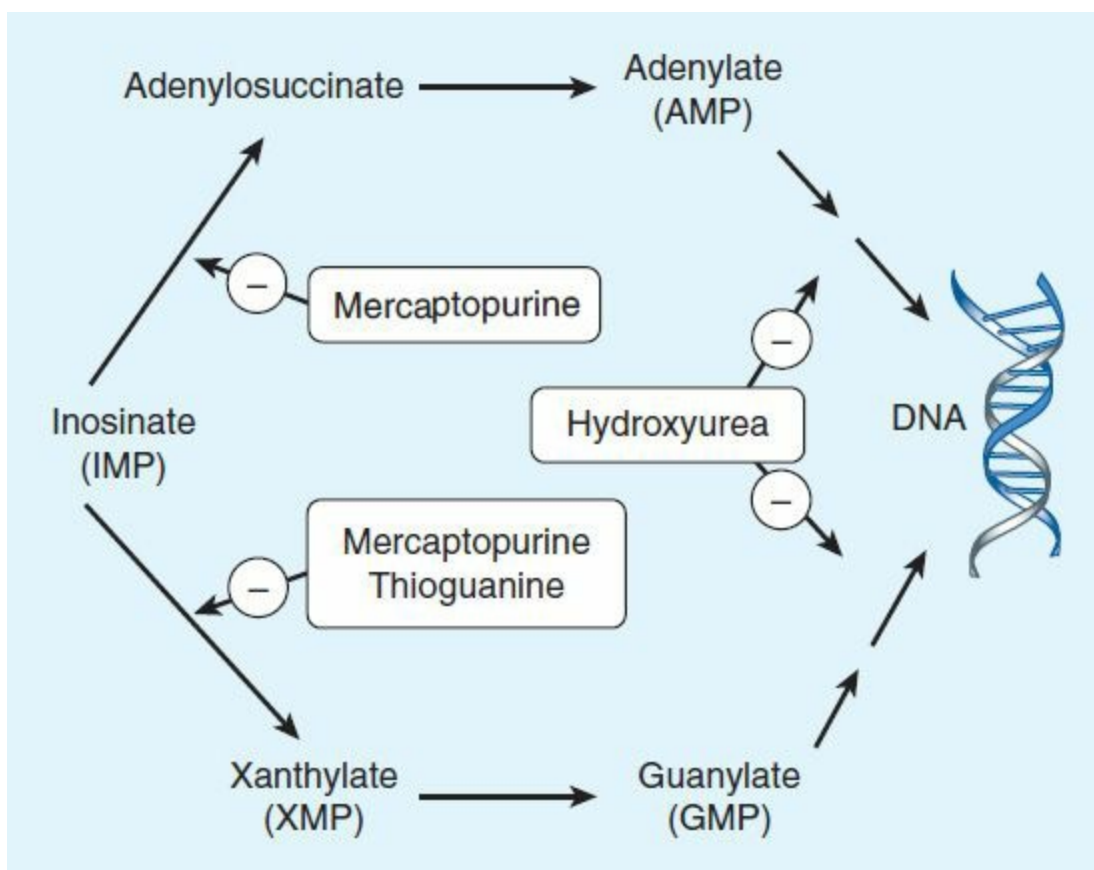 Adenylosuccinate
Adenylate
(AMP)
–
Mercaptopurine
–
Hydroxyurea
DNA
Inosinate
(IMP)
–
Mercaptopurine
Thioguanine
–
Xanthylate
(XMP)
Guanylate
(GMP)